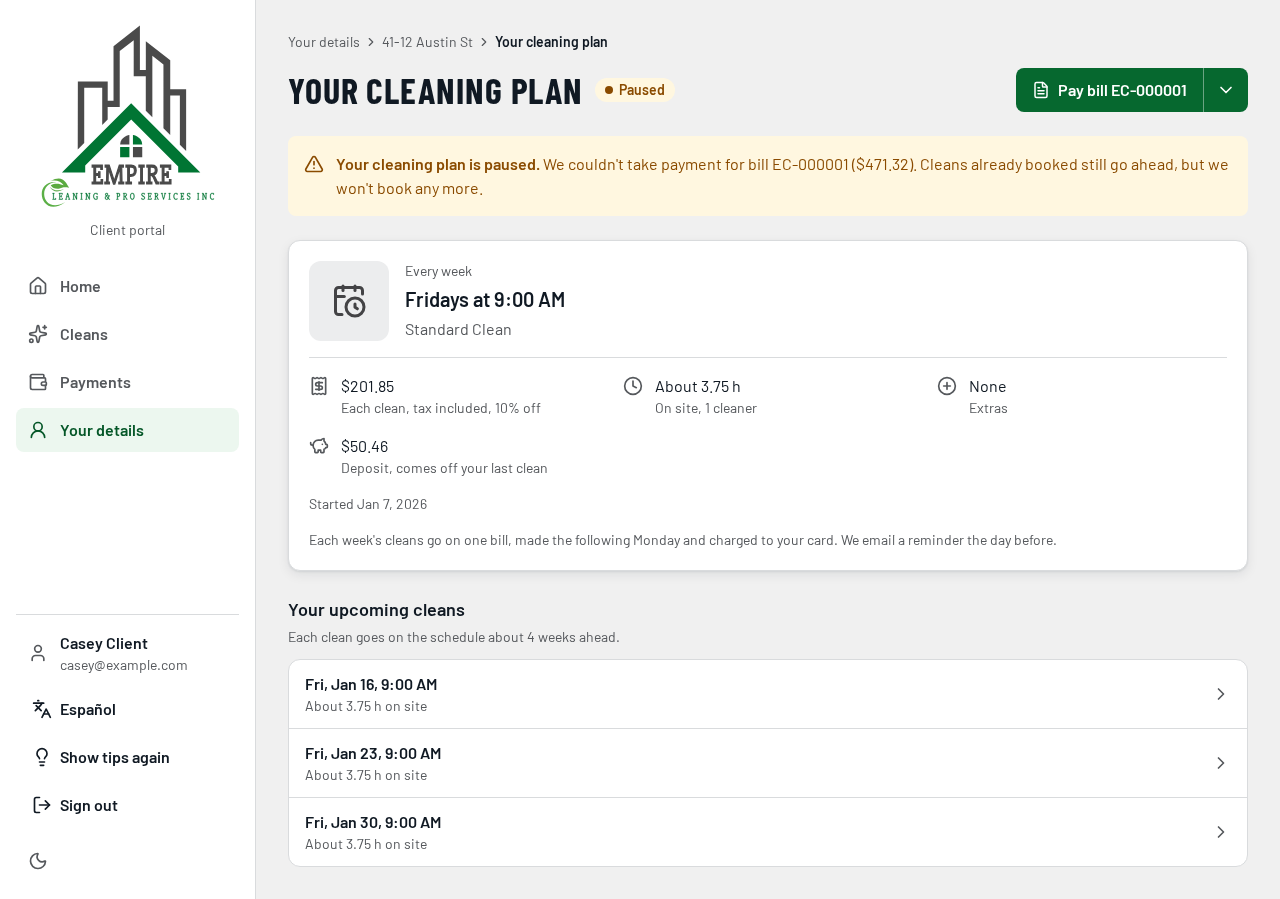 EMPIRE
CLEANING & PRO SERVICES INC
Client portal
Home
Cleans
Payments
Your details
Casey Client
casey@example.com
Español
Show tips again
Sign out
Your details > 41-12 Austin St > Your cleaning plan
YOUR CLEANING PLAN
Paused
Pay bill EC-000001
Your cleaning plan is paused. We couldn't take payment for bill EC-000001 ($471.32). Cleans already booked still go ahead, but we
won't book any more.
Every week
Fridays at 9:00 AM
Standard Clean
$201.85
Each clean, tax included, 10% off
About 3.75 h
On site, 1 cleaner
None
Extras
$50.46
Deposit, comes off your last clean
Started Jan 7, 2026
Each week's cleans go on one bill, made the following Monday and charged to your card. We email a reminder the day before.
Your upcoming cleans
Each clean goes on the schedule about 4 weeks ahead.
Fri, Jan 16, 9:00 AM
About 3.75 h on site
Fri, Jan 23, 9:00 AM
About 3.75 h on site
Fri, Jan 30, 9:00 AM
About 3.75 h on site